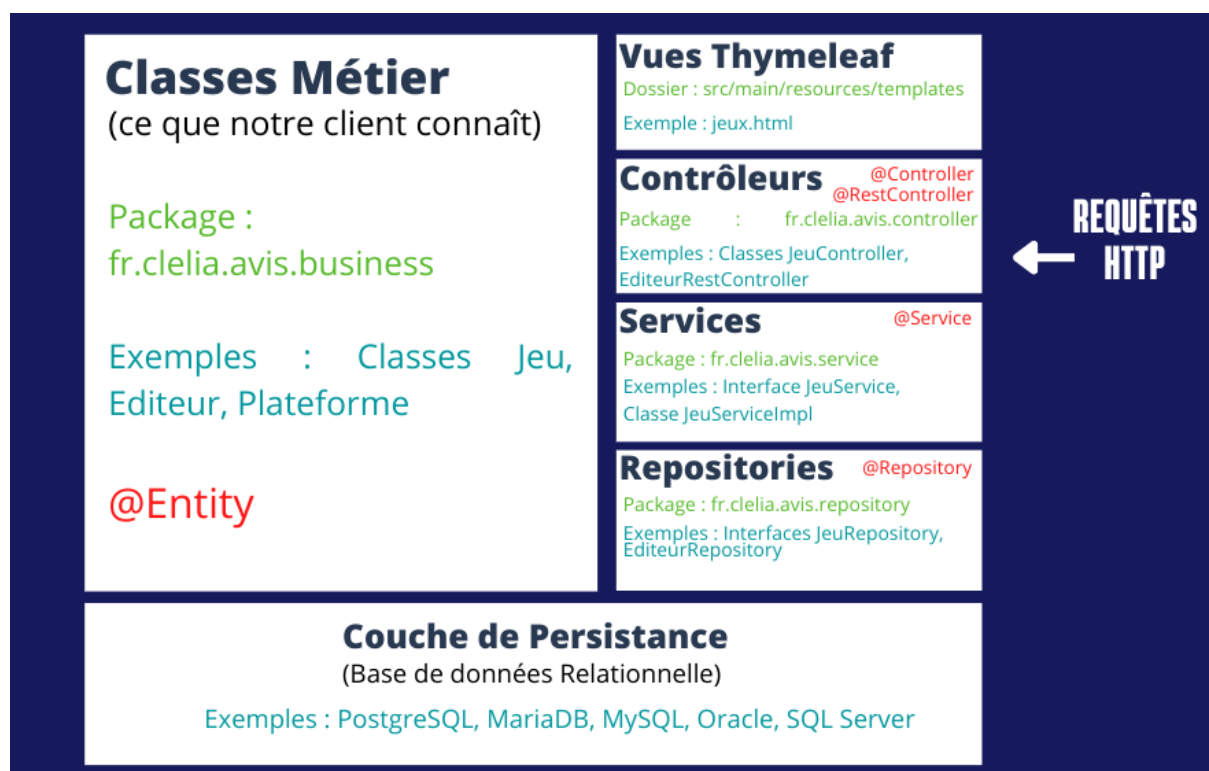 Classes Métier
(ce que notre client connaît)
Package :
fr.clelia.avis.business
Exemples : Classes Jeu,
Editeur, Plateforme
@Entity
Vues Thymeleaf
Dossier : src/main/resources/templates
Exemple : jeux.html
Contrôleurs
@Controller
@RestController
Package : fr.clelia.avis.controller
Exemples : Classes JeuController,
EditeurRestController
Services
@Service
Package : fr.clelia.avis.service
Exemples : Interface JeuService,
Classe JeuServiceImpl
Repositories
@Repository
Package : fr.clelia.avis.repository
Exemples : Interfaces JeuRepository,
EditeurRepository
REQUÊTES
HTTP
Couche de Persistance
(Base de données Relationnelle)
Exemples : PostgreSQL, MariaDB, MySQL, Oracle, SQL Server